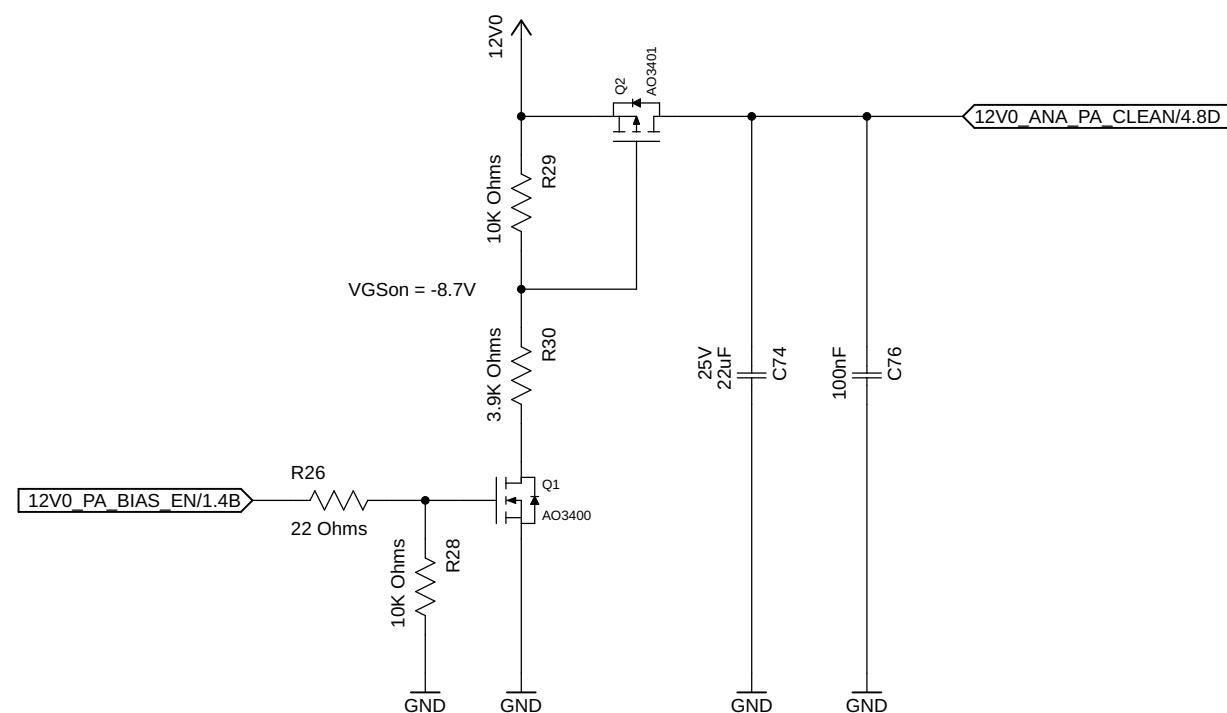 12V0
Q2
AO3401
12V0_ANA_PA_CLEAN/4.8D
10K Ohms
R29
VGSon = -8.7V
3.9K Ohms
R30
25V
22uF
C74
100nF
C76
R26
12V0_PA_BIAS_EN/1.4B
22 Ohms
Q1
AO3400
10K Ohms
R28
GND
GND
GND
GND